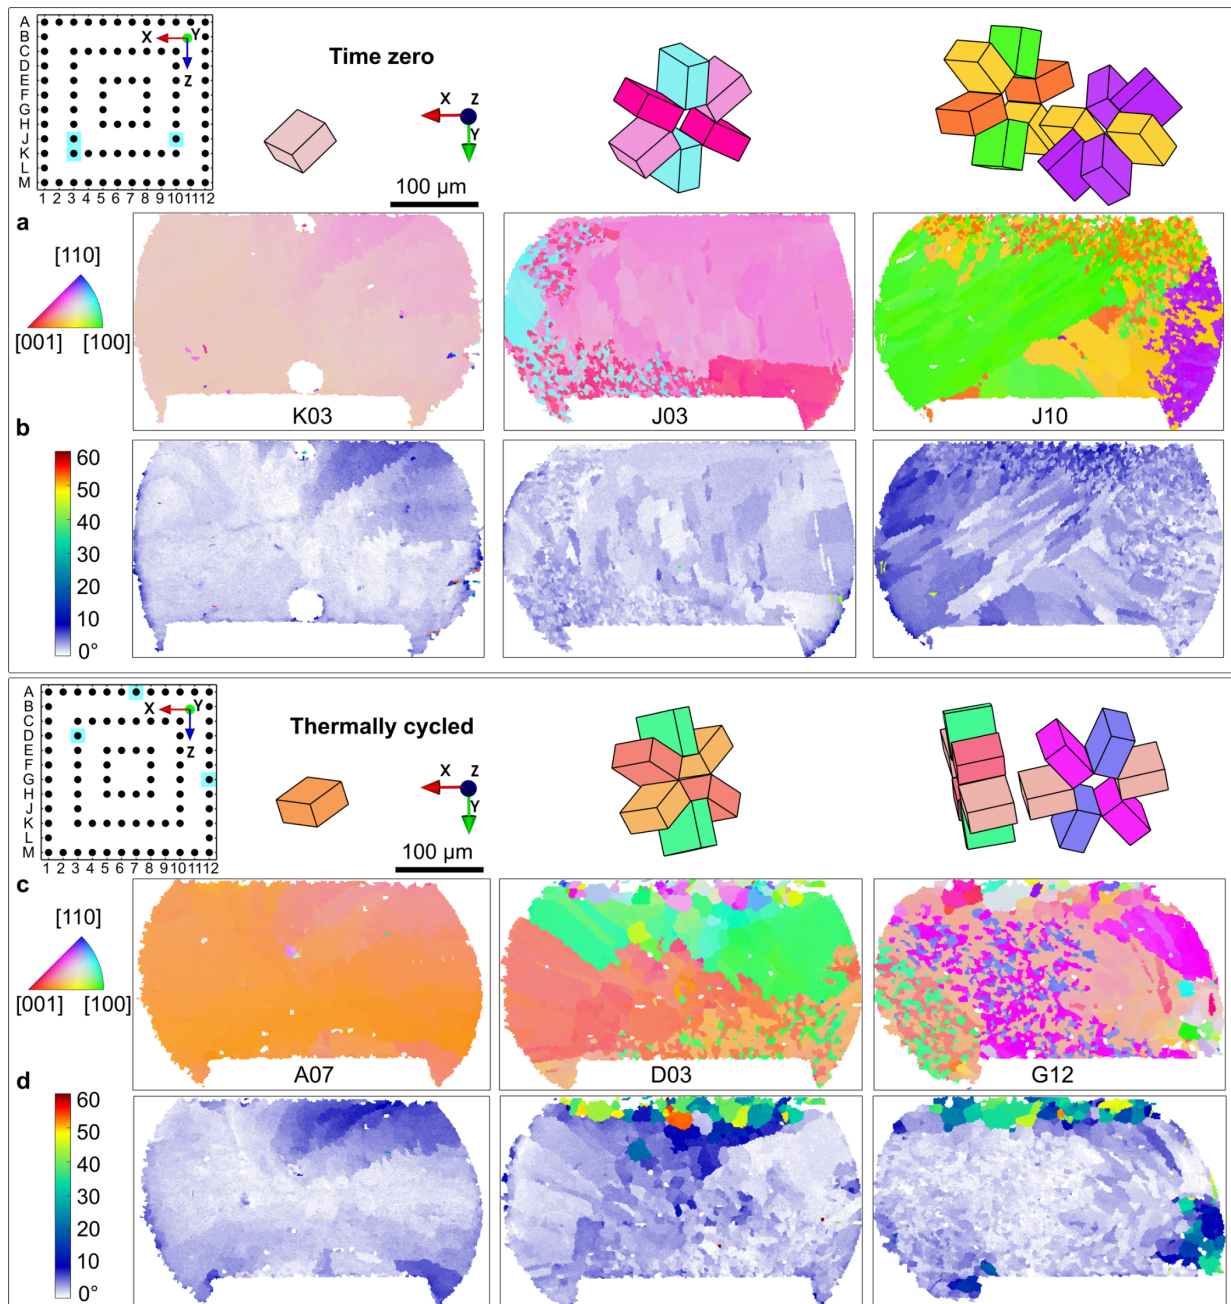 A
B
C
D
E
F
G
H
J
K
L
M
1 2 3 4 5 6 7 8 9 10 11 12
X Y
Z
Time zero
X Z
Y
100 µm
a
[110]
[001] [100]
K03 J03 J10
b
60
50
40
30
20
10
0°
A
B
C
D
E
F
G
H
J
K
L
M
1 2 3 4 5 6 7 8 9 10 11 12
X Y
Z
Thermally cycled
X Z
Y
100 µm
c
[110]
[001] [100]
A07 D03 G12
d
60
50
40
30
20
10
0°